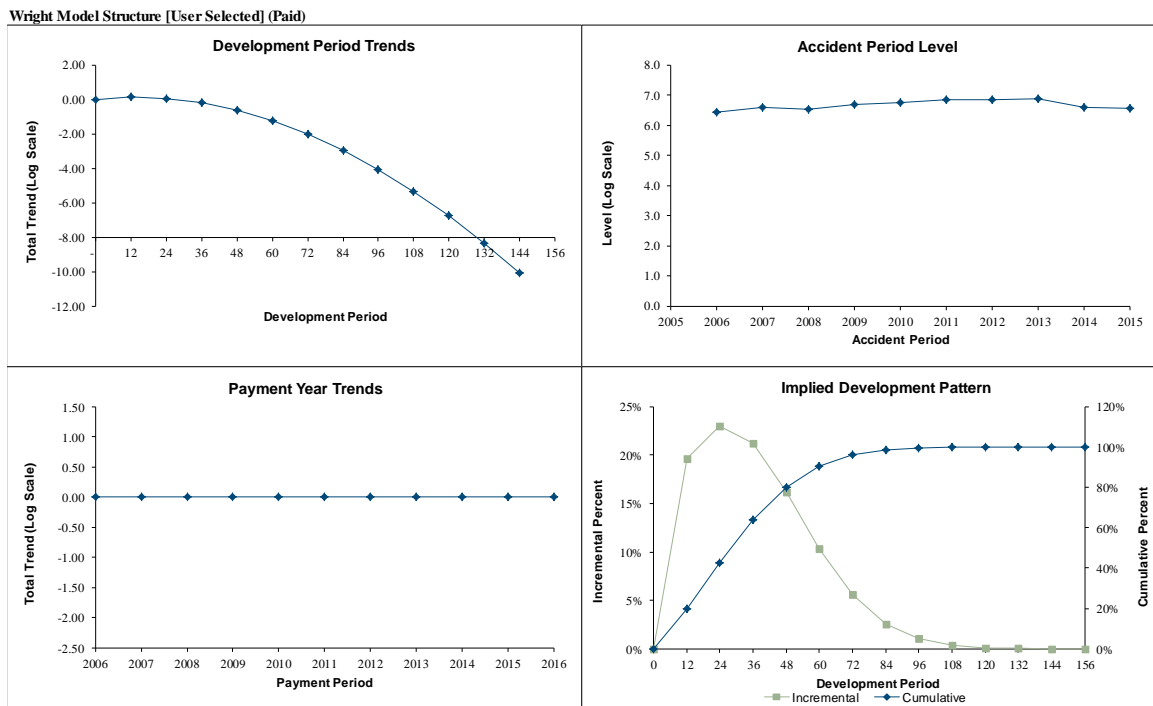 Wright Model Structure [User Selected] (Paid)
Development Period Trends
Total Trend (Log Scale)
2.00
0.00
-2.00
-4.00
-6.00
-8.00
-10.00
-12.00
- 12 24 36 48 60 72 84 96 108 120 132 144 156
Development Period
Accident Period Level
Level (Log Scale)
8.0
7.0
6.0
5.0
4.0
3.0
2.0
1.0
0.0
2005 2006 2007 2008 2009 2010 2011 2012 2013 2014 2015
Accident Period
Payment Year Trends
Total Trend (Log Scale)
1.50
1.00
0.50
0.00
-0.50
-1.00
-1.50
-2.00
-2.50
2006 2007 2008 2009 2010 2011 2012 2013 2014 2015 2016
Payment Period
Implied Development Pattern
Incremental Percent
25%
20%
15%
10%
5%
0%
120%
100%
80%
60%
40%
20%
0%
Cumulative Percent
0 12 24 36 48 60 72 84 96 108 120 132 144 156
Development Period
Incremental Cumulative